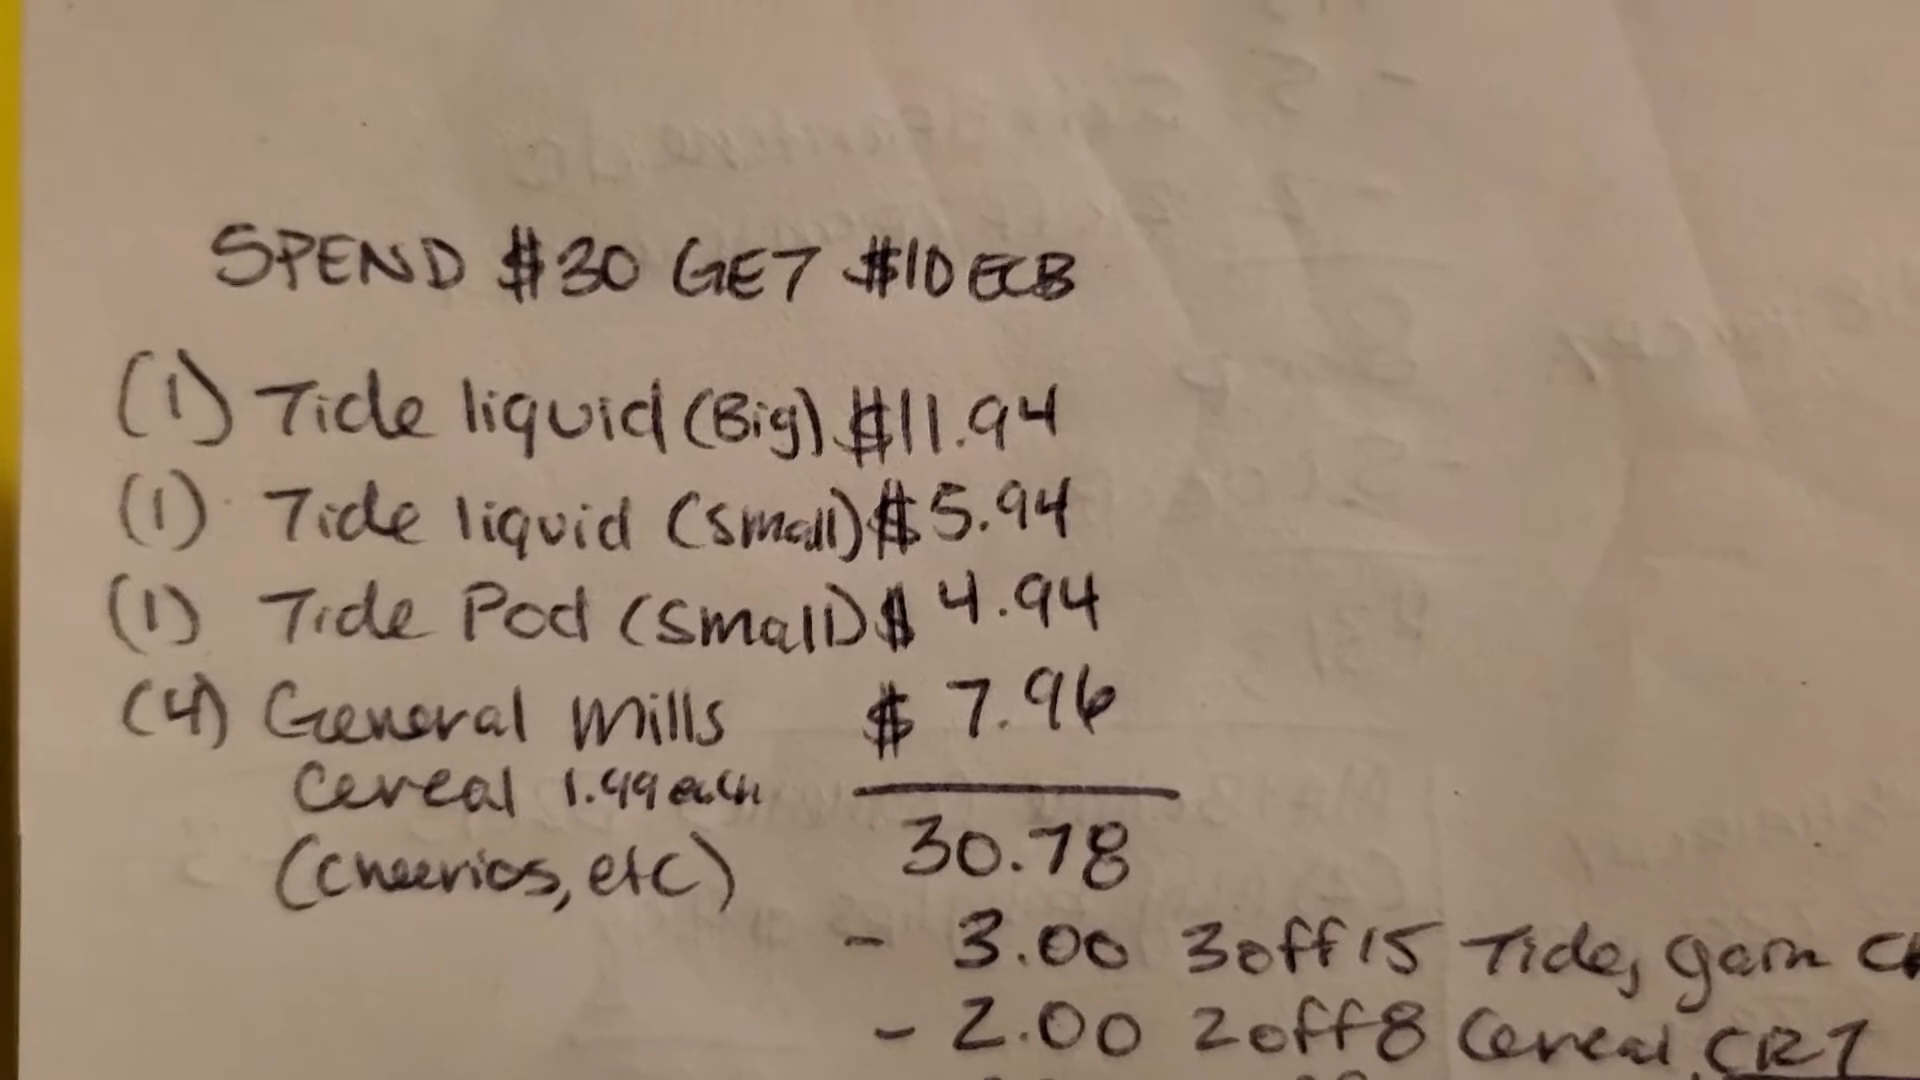 SPEND $30 GET $10 ECB
(1) Tide liquid (Big) $11.94
(1) Tide liquid (small) $5.94
(1) Tide Pod (small) $ 4.94
(4) General Mills $ 7.96
Cereal 1.99 each
(cheerios, etc)
30.78
- 3.00 3off15 Tide, gain
- 2.00 2off8 Cereal CRT